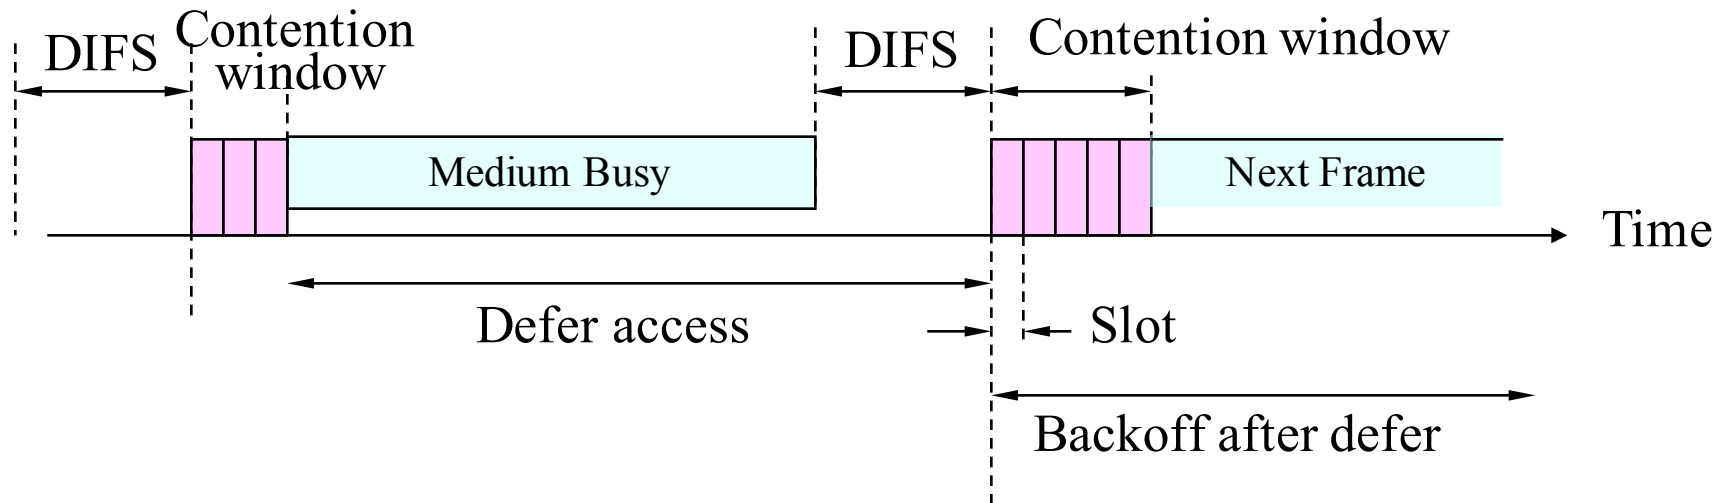 DIFS
Contention
window
DIFS
Contention window
Medium Busy
Next Frame
Time
Defer access
Slot
Backoff after defer